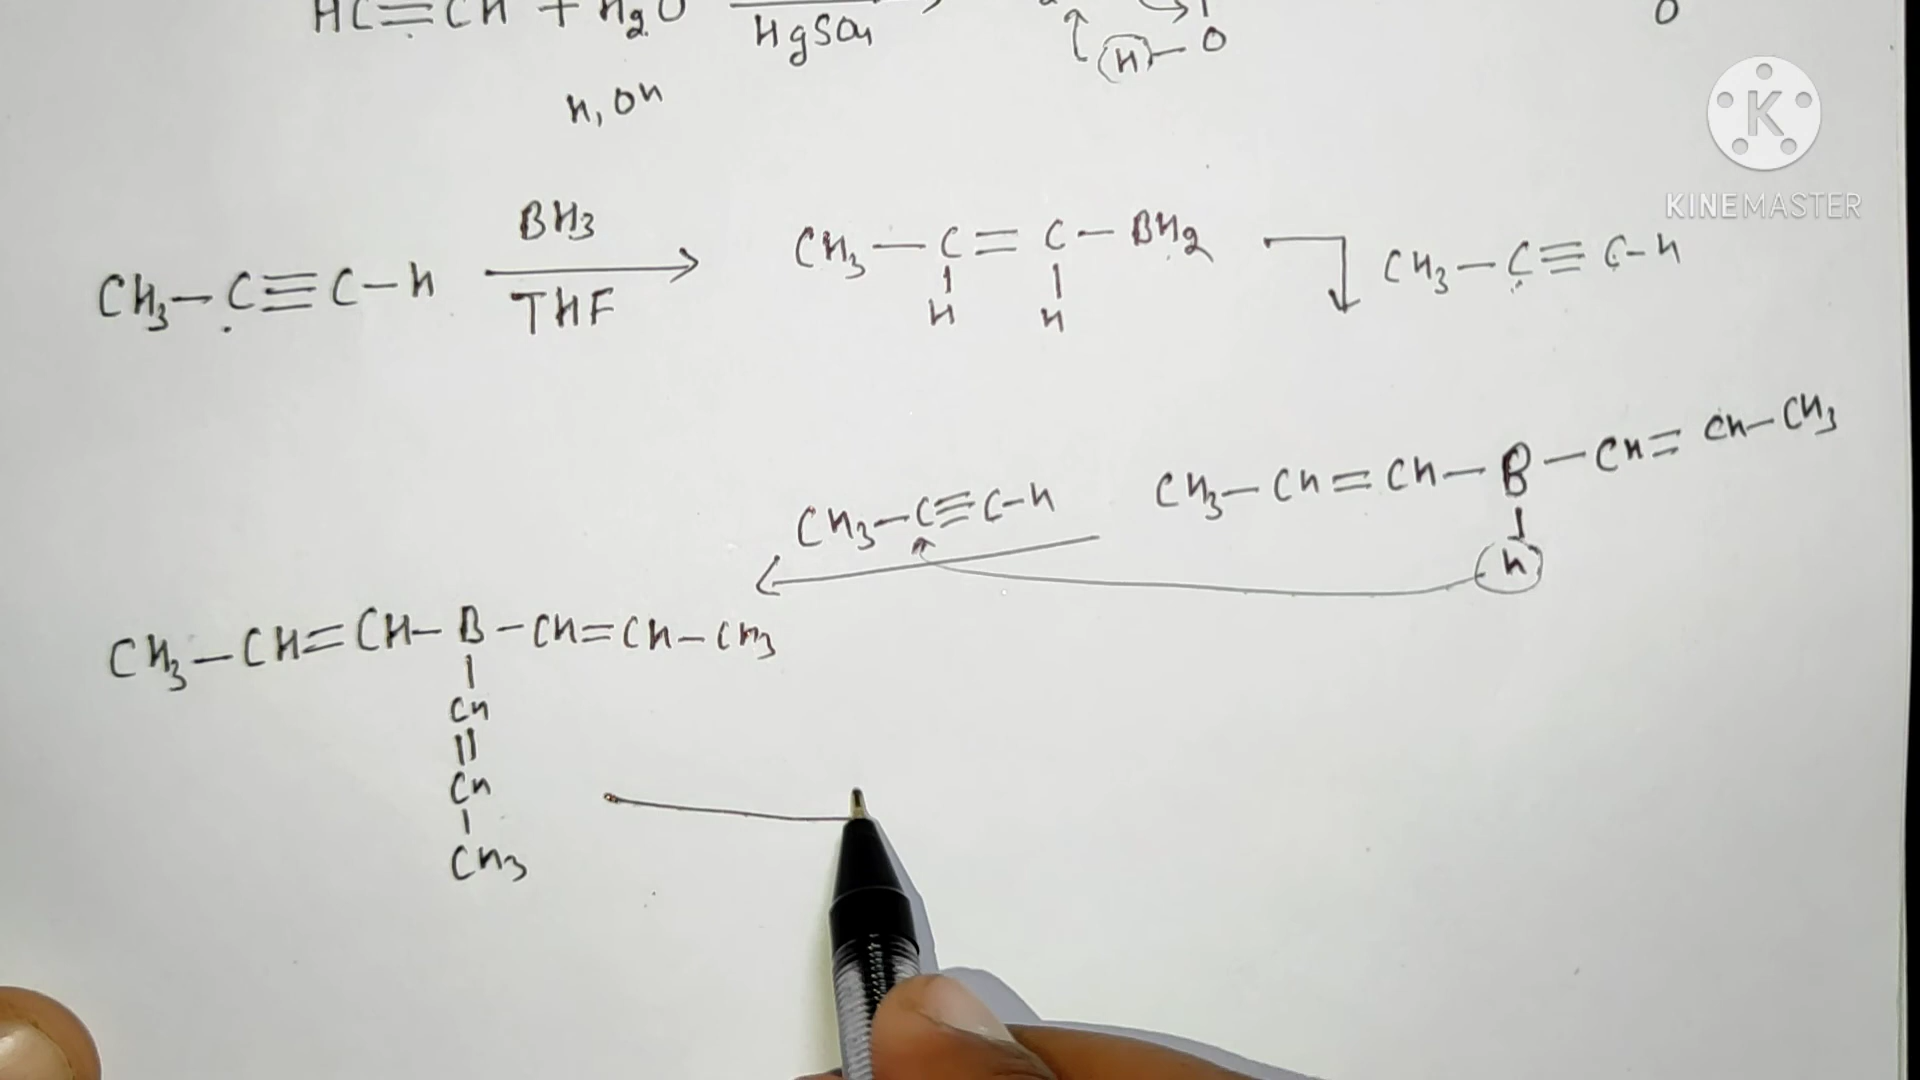 HC≡CH + H2O HgSO4 H—O O
H, OH
K
KINEMASTER
CH3—C≡C—H BH3 THF CH3—C=C—BH2 CH3—C≡C—H
H H
CH3—CH=CH—B—CH=CH—CH3
H
CH3—C≡C—H
CH3—CH=CH—B—CH=CH—CH3
CH
||
CH
CH3